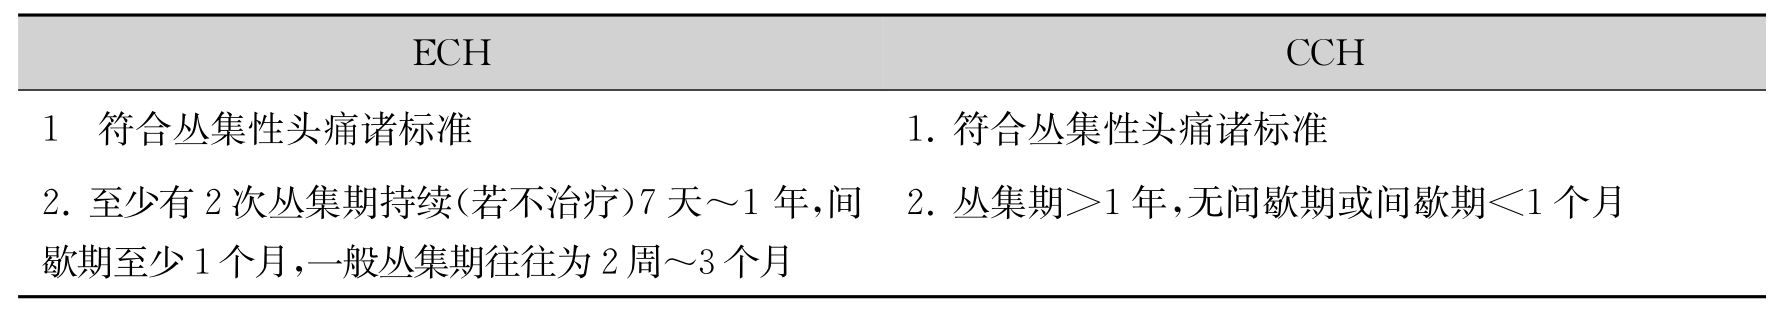 ECH
CCH
1 符合丛集性头痛诸标准
1. 符合丛集性头痛诸标准
2. 至少有2次丛集期持续(若不治疗)7天～1年,间
歇期至少1个月,一般丛集期往往为2周～3个月
2. 丛集期>1年,无间歇期或间歇期<1个月